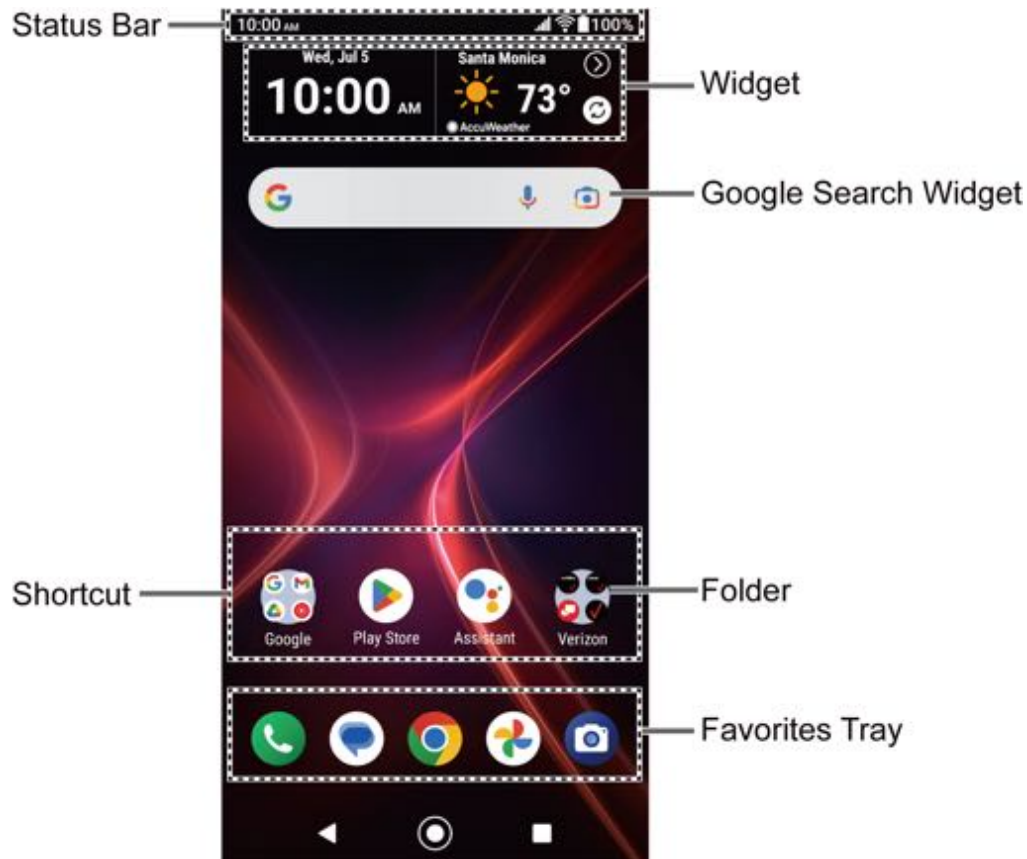 Status Bar
10:00 AM
100%
Wed, Jul 5
10:00 AM
Santa Monica
73°
AccuWeather
Widget
Google Search Widget
Shortcut
Google
Play Store
Assistant
Verizon
Folder
Favorites Tray